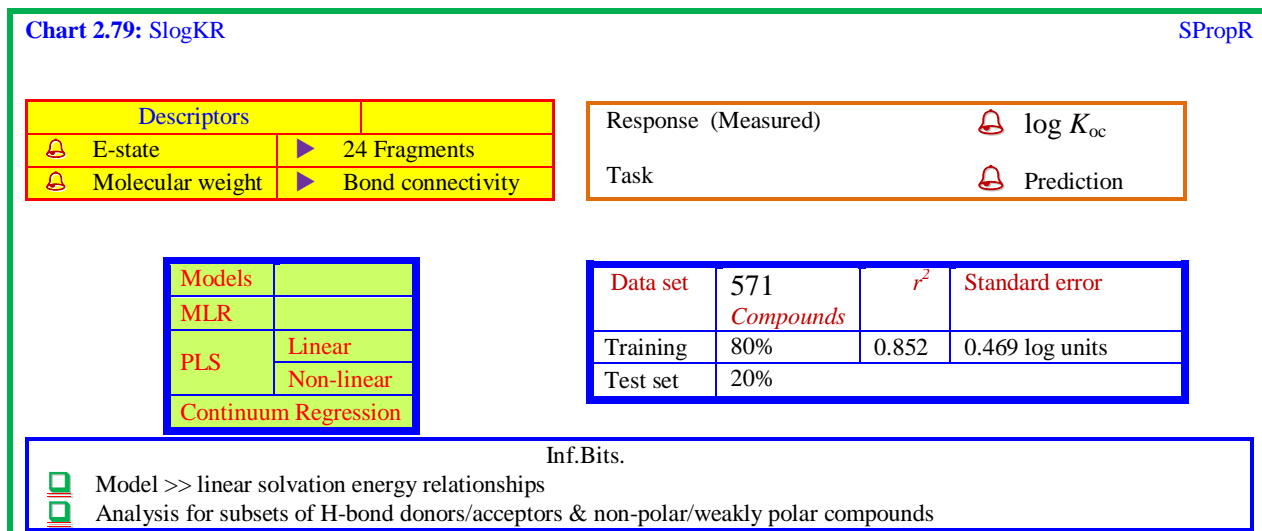 Chart 2.79: SlogKR SPropR
Descriptors
E-state 24 Fragments
Molecular weight Bond connectivity
Response (Measured) log Koc
Task Prediction
Models
MLR
PLS Linear
Non-linear
Continuum Regression
Data set 571 r2 Standard error
Compounds
Training 80% 0.852 0.469 log units
Test set 20%
Inf.Bits.
Model >> linear solvation energy relationships
Analysis for subsets of H-bond donors/acceptors & non-polar/weakly polar compounds